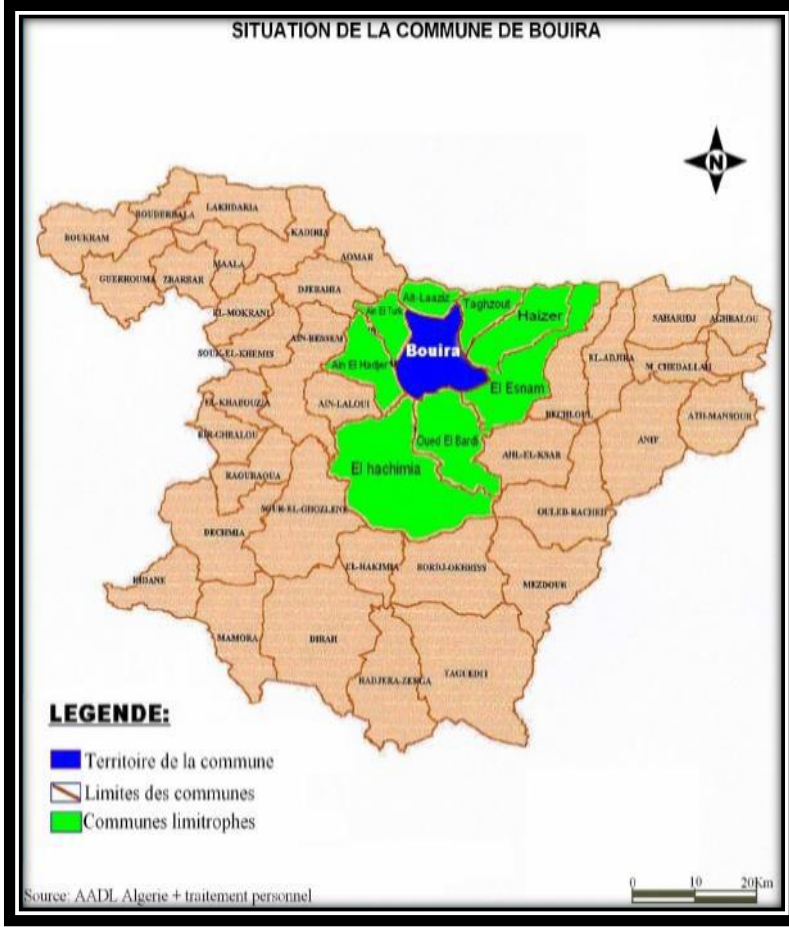 SITUATION DE LA COMMUNE DE BOUIRA
N
BOUDERBALA
LAKHDARIA
BOUKRAM
KADIRIA
AOMAR
GUERROUMA
ZBARBAR
MAALA
DJEBAHIA
EL-MOKRANI
SOUK-EL-KHEMIS
AIN-BESSEM
Ain El Turk
Ait-Laaziz
Taghzout
Haizer
Bouira
Ain El Hadjer
El Esnam
SAHARIDJ
AGHBALOU
EL-ADJIBA
M_CHEDALLAH
EL-KHABOUZIA
AIN-LALOUI
BECHLOUL
ATH-MANSOUR
BIR-GHBALOU
Oued El Bardi
AHL-EL-KSAR
ANIF
RAOURAOUA
El hachimia
SOUR-EL-GHOZLENE
OULED-RACHED
DECHMIA
EL-HAKIMIA
BORDJ-OKHRISS
MEZDOUR
RIDANE
MAMORA
DIRAH
HADJERA-ZERGA
TAGUEDIT
LEGENDE:
Territoire de la commune
Limites des communes
Communes limitrophes
Source: AADL Algerie + traitement personnel
0 10 20Km